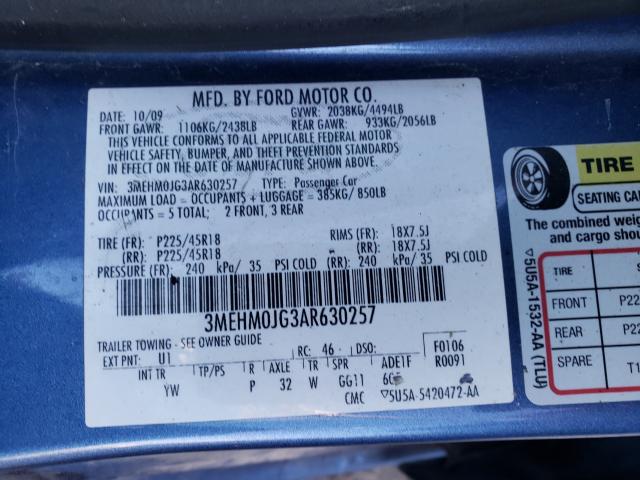 MFD. BY FORD MOTOR CO.
DATE: 10/09 GVWR: 2038KG/4494LB
FRONT GAWR: 1106KG/2438LB REAR GAWR: 933KG/2056LB
THIS VEHICLE CONFORMS TO ALL APPLICABLE FEDERAL MOTOR
VEHICLE SAFETY, BUMPER, AND THEFT PREVENTION STANDARDS
IN EFFECT ON THE DATE OF MANUFACTURE SHOWN ABOVE.
VIN: 3MEHM0JG3AR630257 TYPE: Passenger Car
MAXIMUM LOAD = OCCUPANTS + LUGGAGE = 385KG/ 850LB
OCCUPANTS = 5 TOTAL; 2 FRONT, 3 REAR
TIRE (FR): P225/45R18 RIMS (FR): 18X7.5J
(RR): P225/45R18 (RR): 18X7.5J
PRESSURE (FR): 240 kPa/ 35 PSI COLD (RR): 240 kPa/ 35 PSI COLD
3MEHM0JG3AR630257
TRAILER TOWING - SEE OWNER GUIDE
EXT PNT: U1 RC: 46 DSO: F0106
R0091
INT TR TP/PS R AXLE TR SPR ADE1F
YW P 32 W GG11
CMC ▽5U5A-5420472-AA
TIRE
SEATING CA
The combined weig
and cargo shou
TIRE S
FRONT P22
REAR P22
SPARE T1
▽5U5A-1532-AA (TLU)